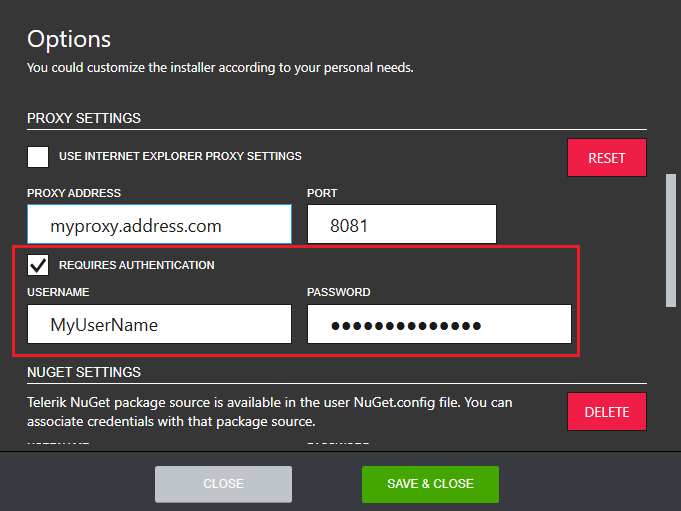 Options
You could customize the installer according to your personal needs.
PROXY SETTINGS
USE INTERNET EXPLORER PROXY SETTINGS
RESET
PROXY ADDRESS PORT
myproxy.address.com 8081
REQUIRES AUTHENTICATION
USERNAME PASSWORD
MyUserName ●●●●●●●●●●●●●●
NUGET SETTINGS
Telerik NuGet package source is available in the user NuGet.config file. You can
associate credentials with that package source.
DELETE
CLOSE SAVE & CLOSE